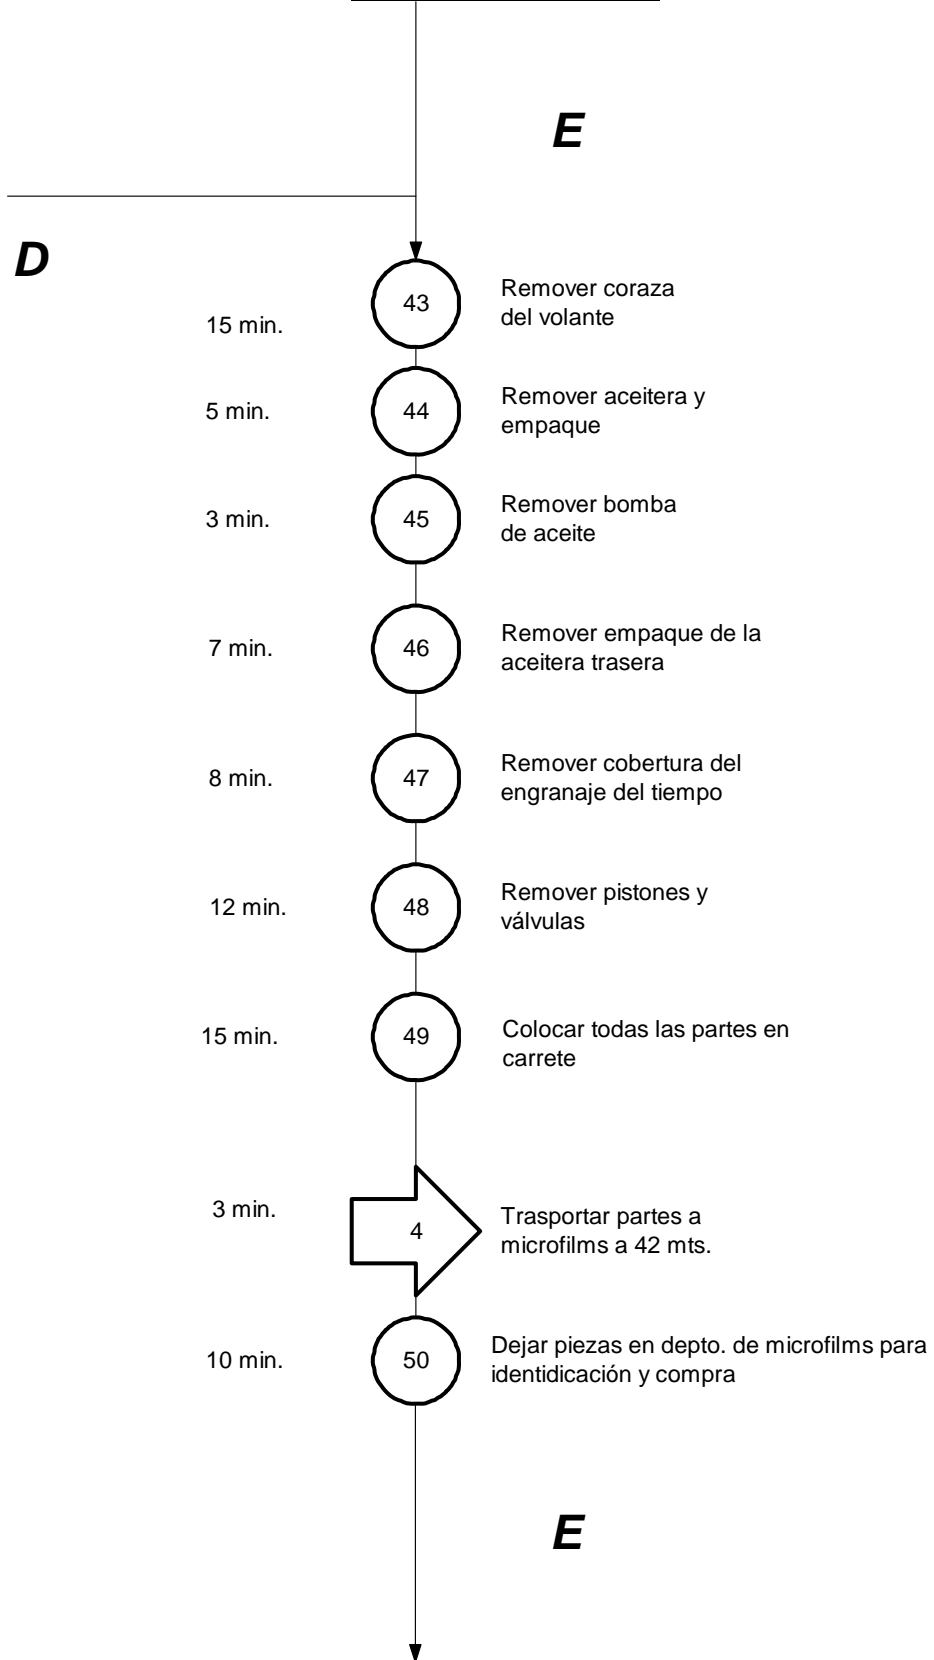 E
D
15 min.
43
Remover coraza
del volante
5 min.
44
Remover aceitera y
empaque
3 min.
45
Remover bomba
de aceite
7 min.
46
Remover empaque de la
aceitera trasera
8 min.
47
Remover cobertura del
engranaje del tiempo
12 min.
48
Remover pistones y
válvulas
15 min.
49
Colocar todas las partes en
carrete
3 min.
4
Trasportar partes a
microfilms a 42 mts.
10 min.
50
Dejar piezas en depto. de microfilms para
identidicación y compra
E